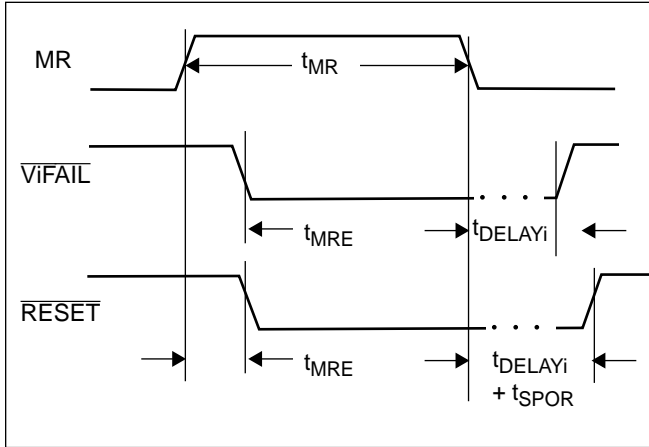 MR
tMR
ViFAIL
tMRE
tDELAYi
RESET
tMRE
tDELAYi
+ tSPOR